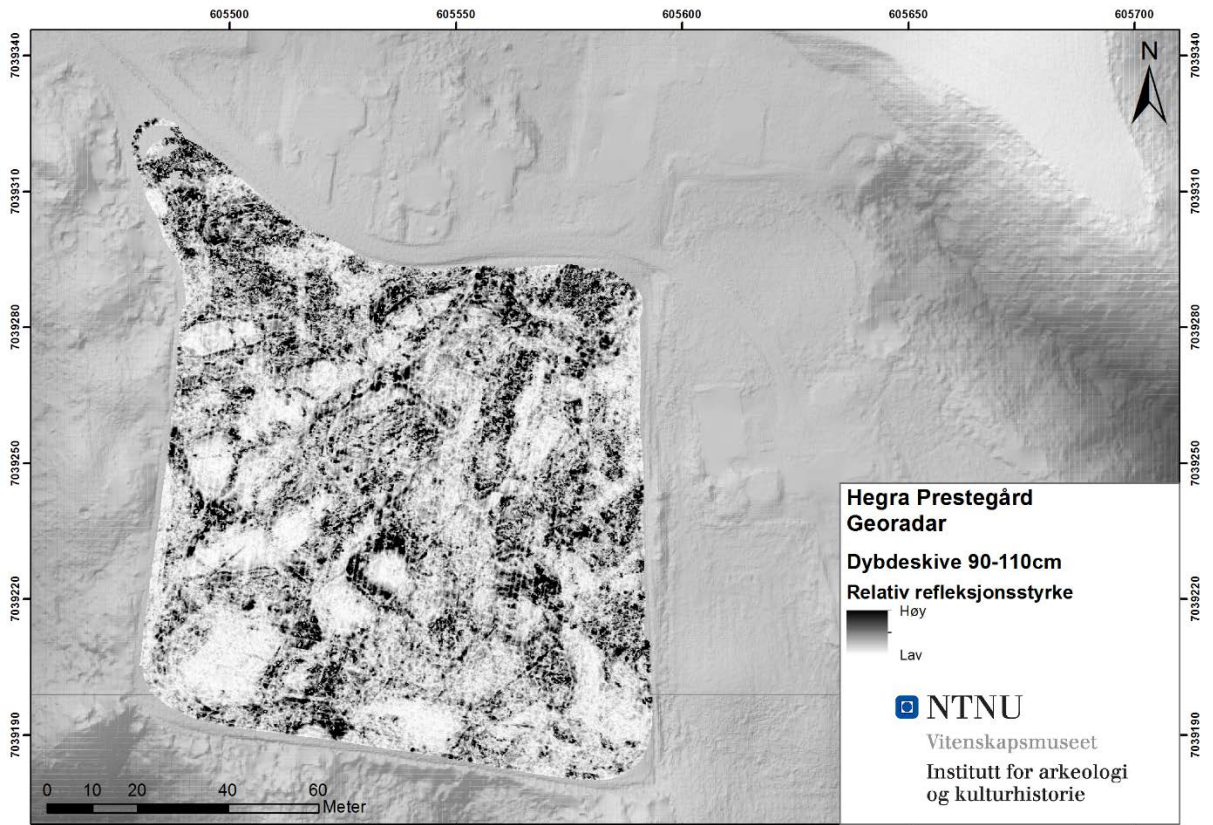 605500 605550 605600 605650 605700
7039340 7039340
N
7039310 7039310
7039280 7039280
7039250 7039250
Hegra Prestegård
Georadar
Dybdeskive 90-110cm
Relativ refleksjonsstyrke
Høy
Lav
7039220 7039220
NTNU
Vitenskapsmuseet
Institutt for arkeologi
og kulturhistorie
7039190 7039190
0 10 20 40 60
Meter